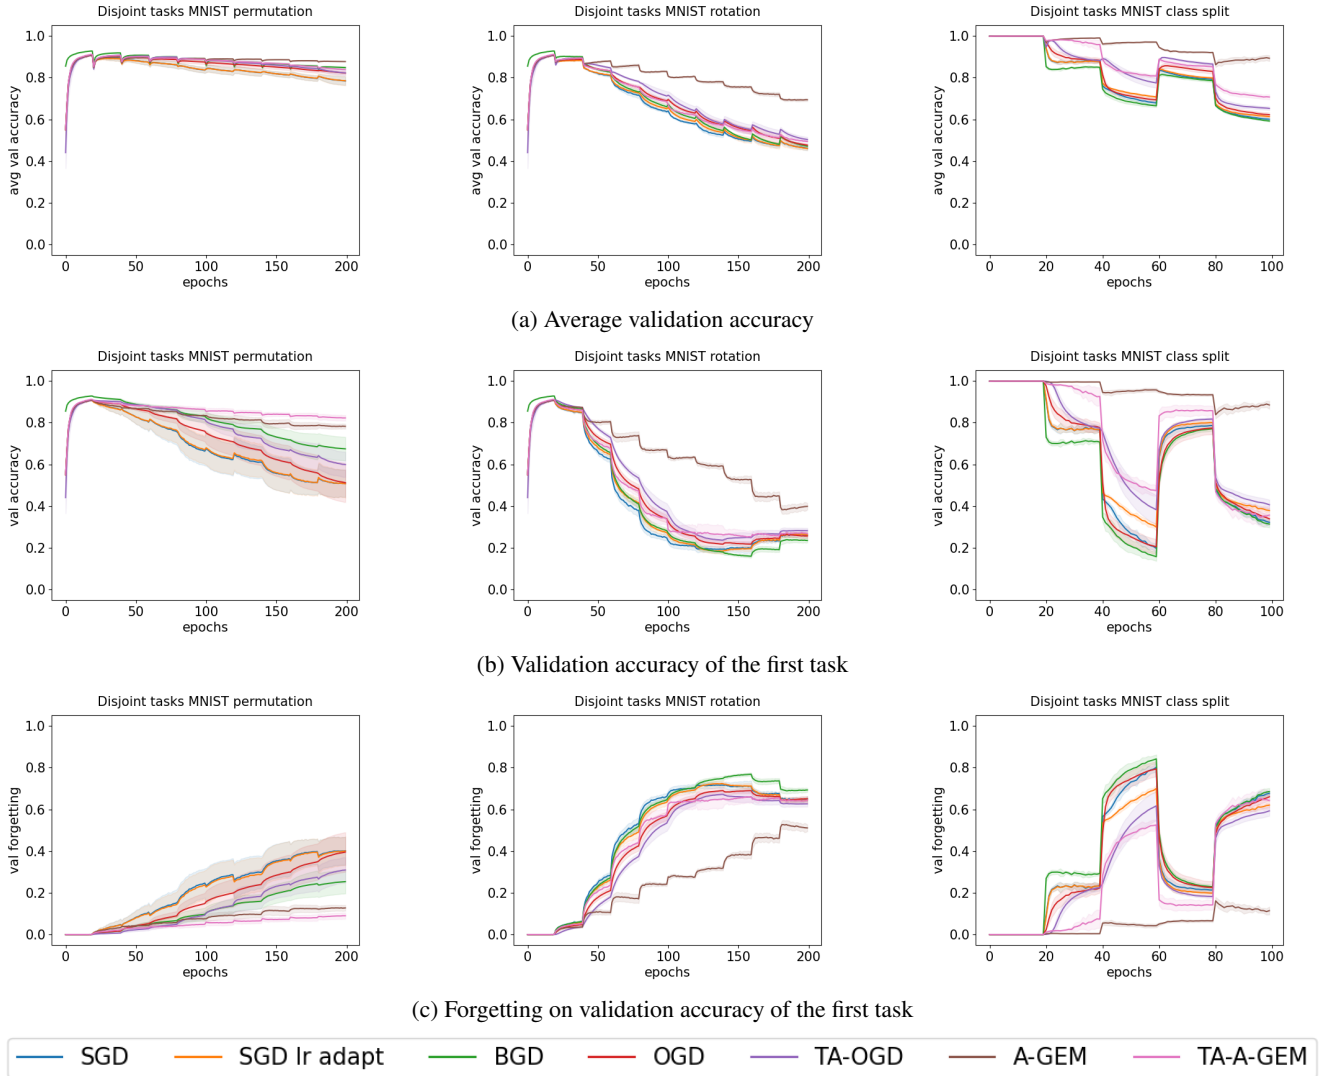 Disjoint tasks MNIST permutation
Disjoint tasks MNIST rotation
Disjoint tasks MNIST class split
1.0
0.8
0.6
0.4
0.2
0.0
avg val accuracy
0 50 100 150 200
epochs
1.0
0.8
0.6
0.4
0.2
0.0
avg val accuracy
0 50 100 150 200
epochs
1.0
0.8
0.6
0.4
0.2
0.0
avg val accuracy
0 20 40 60 80 100
epochs
(a) Average validation accuracy
Disjoint tasks MNIST permutation
Disjoint tasks MNIST rotation
Disjoint tasks MNIST class split
1.0
0.8
0.6
0.4
0.2
0.0
val accuracy
0 50 100 150 200
epochs
1.0
0.8
0.6
0.4
0.2
0.0
val accuracy
0 50 100 150 200
epochs
1.0
0.8
0.6
0.4
0.2
0.0
val accuracy
0 20 40 60 80 100
epochs
(b) Validation accuracy of the first task
Disjoint tasks MNIST permutation
Disjoint tasks MNIST rotation
Disjoint tasks MNIST class split
1.0
0.8
0.6
0.4
0.2
0.0
val forgetting
0 50 100 150 200
epochs
1.0
0.8
0.6
0.4
0.2
0.0
val forgetting
0 50 100 150 200
epochs
1.0
0.8
0.6
0.4
0.2
0.0
val forgetting
0 20 40 60 80 100
epochs
(c) Forgetting on validation accuracy of the first task
SGD SGD lr adapt BGD OGD TA-OGD A-GEM TA-A-GEM